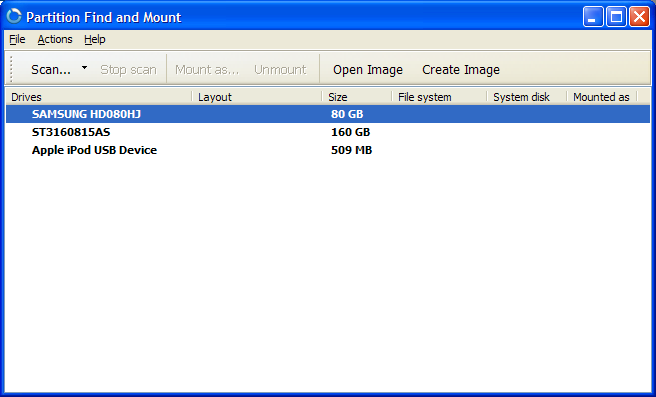 Partition Find and Mount
File Actions Help
Scan... Stop scan Mount as... Unmount Open Image Create Image
Drives Layout Size File system System disk Mounted as
SAMSUNG HD080HJ 80 GB
ST3160815AS 160 GB
Apple iPod USB Device 509 MB